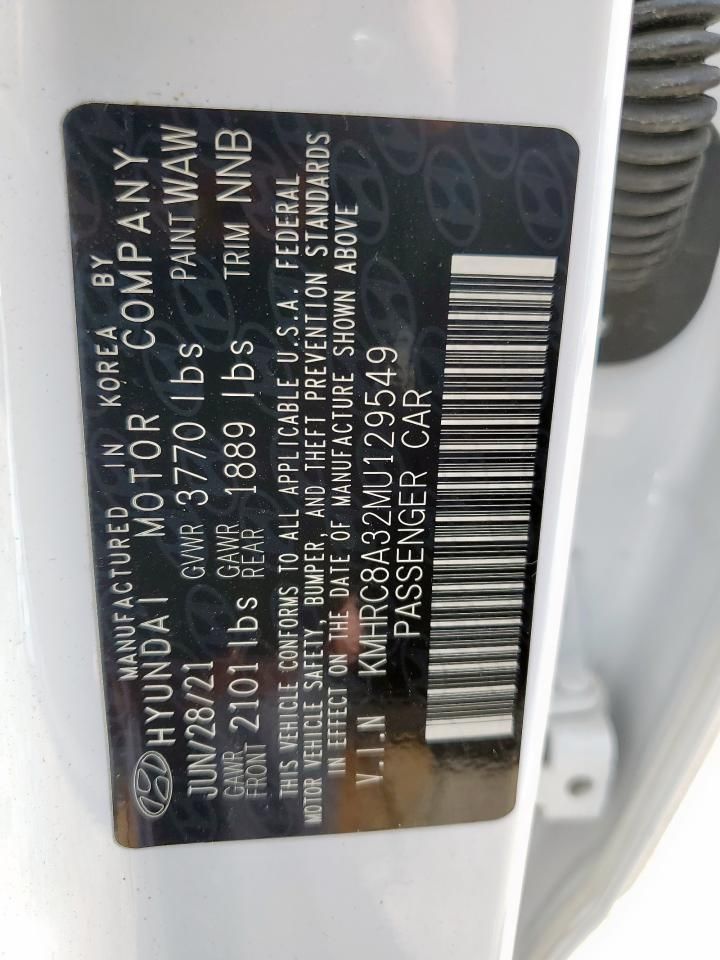 MANUFACTURED IN KOREA BY
HYUNDAI MOTOR COMPANY
JUN/28/21 GVWR 3770 lbs PAINT WAW
GAWR FRONT 2101 lbs GAWR REAR 1889 lbs TRIM NNB
THIS VEHICLE CONFORMS TO ALL APPLICABLE U.S.A. FEDERAL
MOTOR VEHICLE SAFETY, BUMPER, AND THEFT PREVENTION STANDARDS
IN EFFECT ON THE DATE OF MANUFACTURE SHOWN ABOVE
V.I.N KMHRC8A32MU129549
PASSENGER CAR